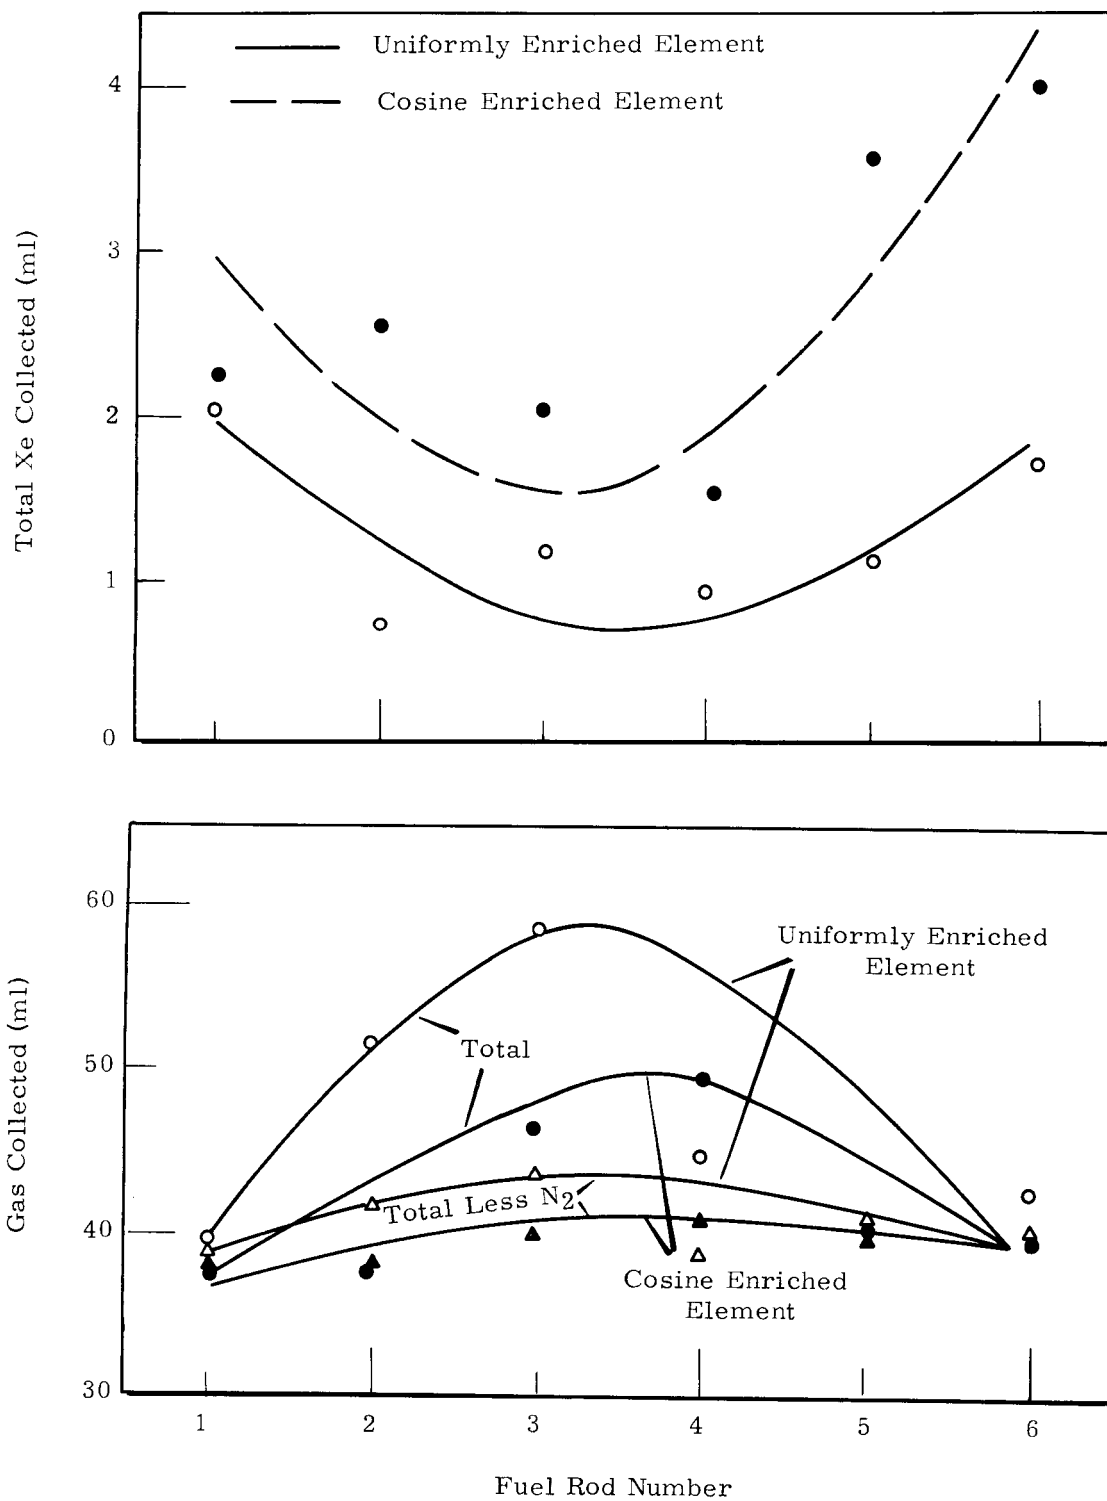 Uniformly Enriched Element
Cosine Enriched Element
Total Xe Collected (ml)
4
3
2
1
0
Gas Collected (ml)
60
50
40
30
Uniformly Enriched
Element
Total
Total Less N2
Cosine Enriched
Element
1 2 3 4 5 6
Fuel Rod Number